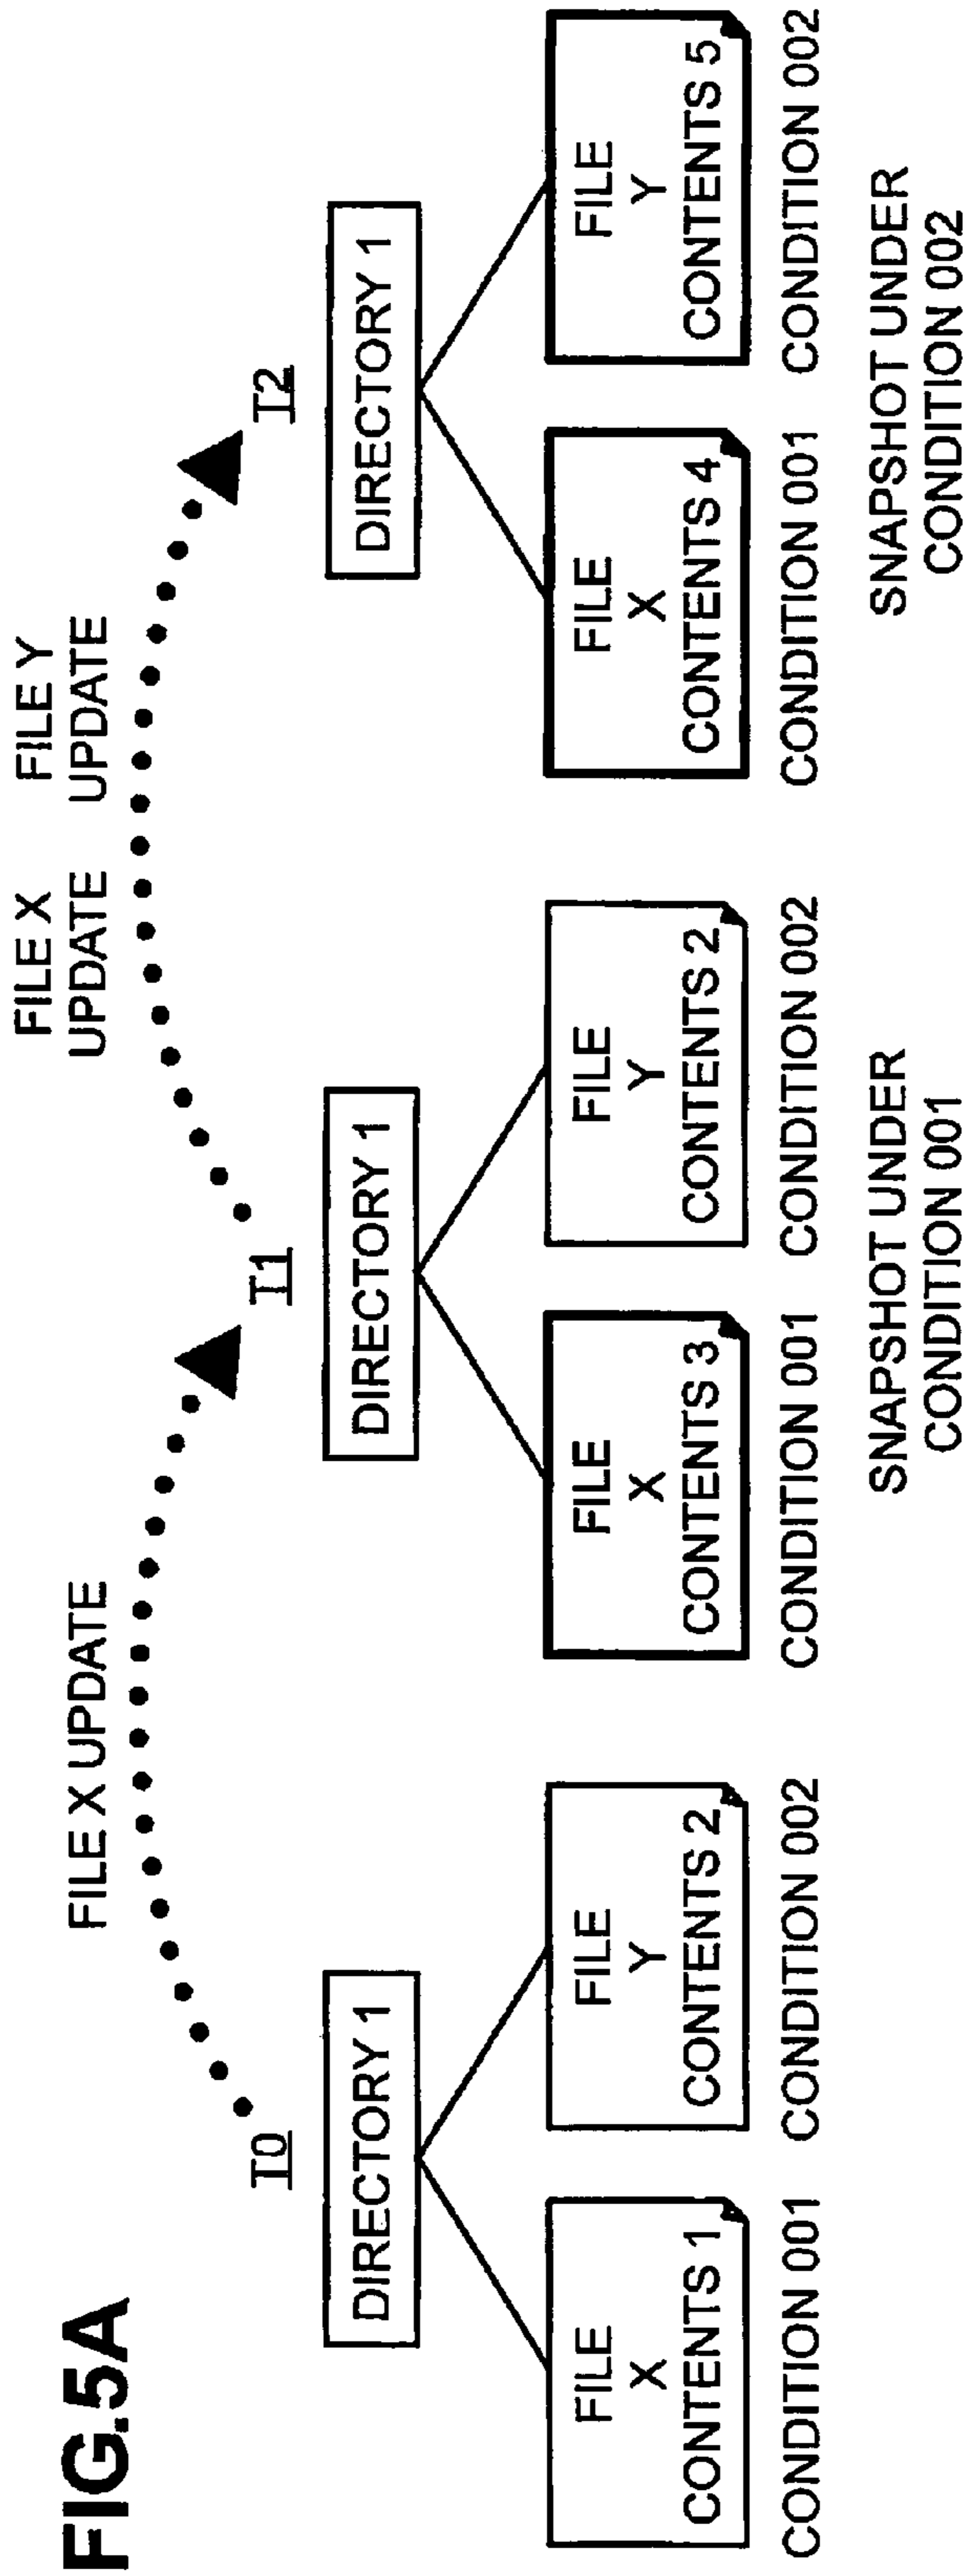 FIG.5A
FILE X UPDATE
FILE X
UPDATE
FILE Y
UPDATE
T0
T1
T2
DIRECTORY 1
DIRECTORY 1
DIRECTORY 1
FILE
X
CONTENTS 1
FILE
Y
CONTENTS 2
FILE
X
CONTENTS 3
FILE
Y
CONTENTS 2
FILE
X
CONTENTS 4
FILE
Y
CONTENTS 5
CONDITION 001
CONDITION 002
CONDITION 001
CONDITION 002
CONDITION 001
CONDITION 002
SNAPSHOT UNDER
CONDITION 001
SNAPSHOT UNDER
CONDITION 002